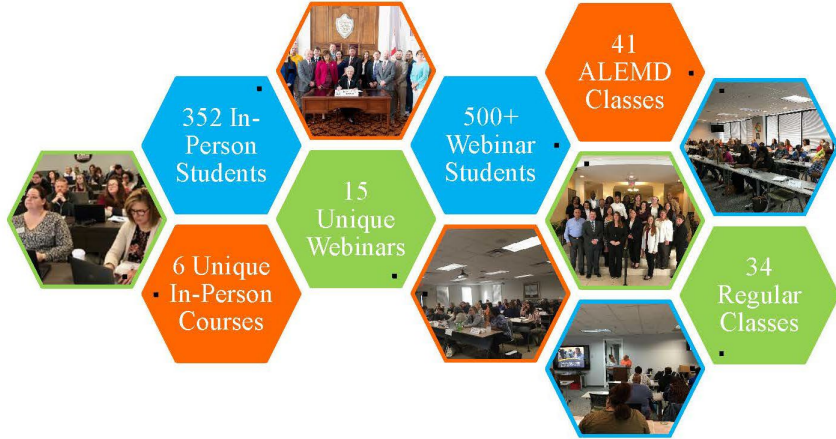 352 In-
Person
Students
6 Unique
In-Person
Courses
15
Unique
Webinars
500+
Webinar
Students
41
ALEMD
Classes
34
Regular
Classes